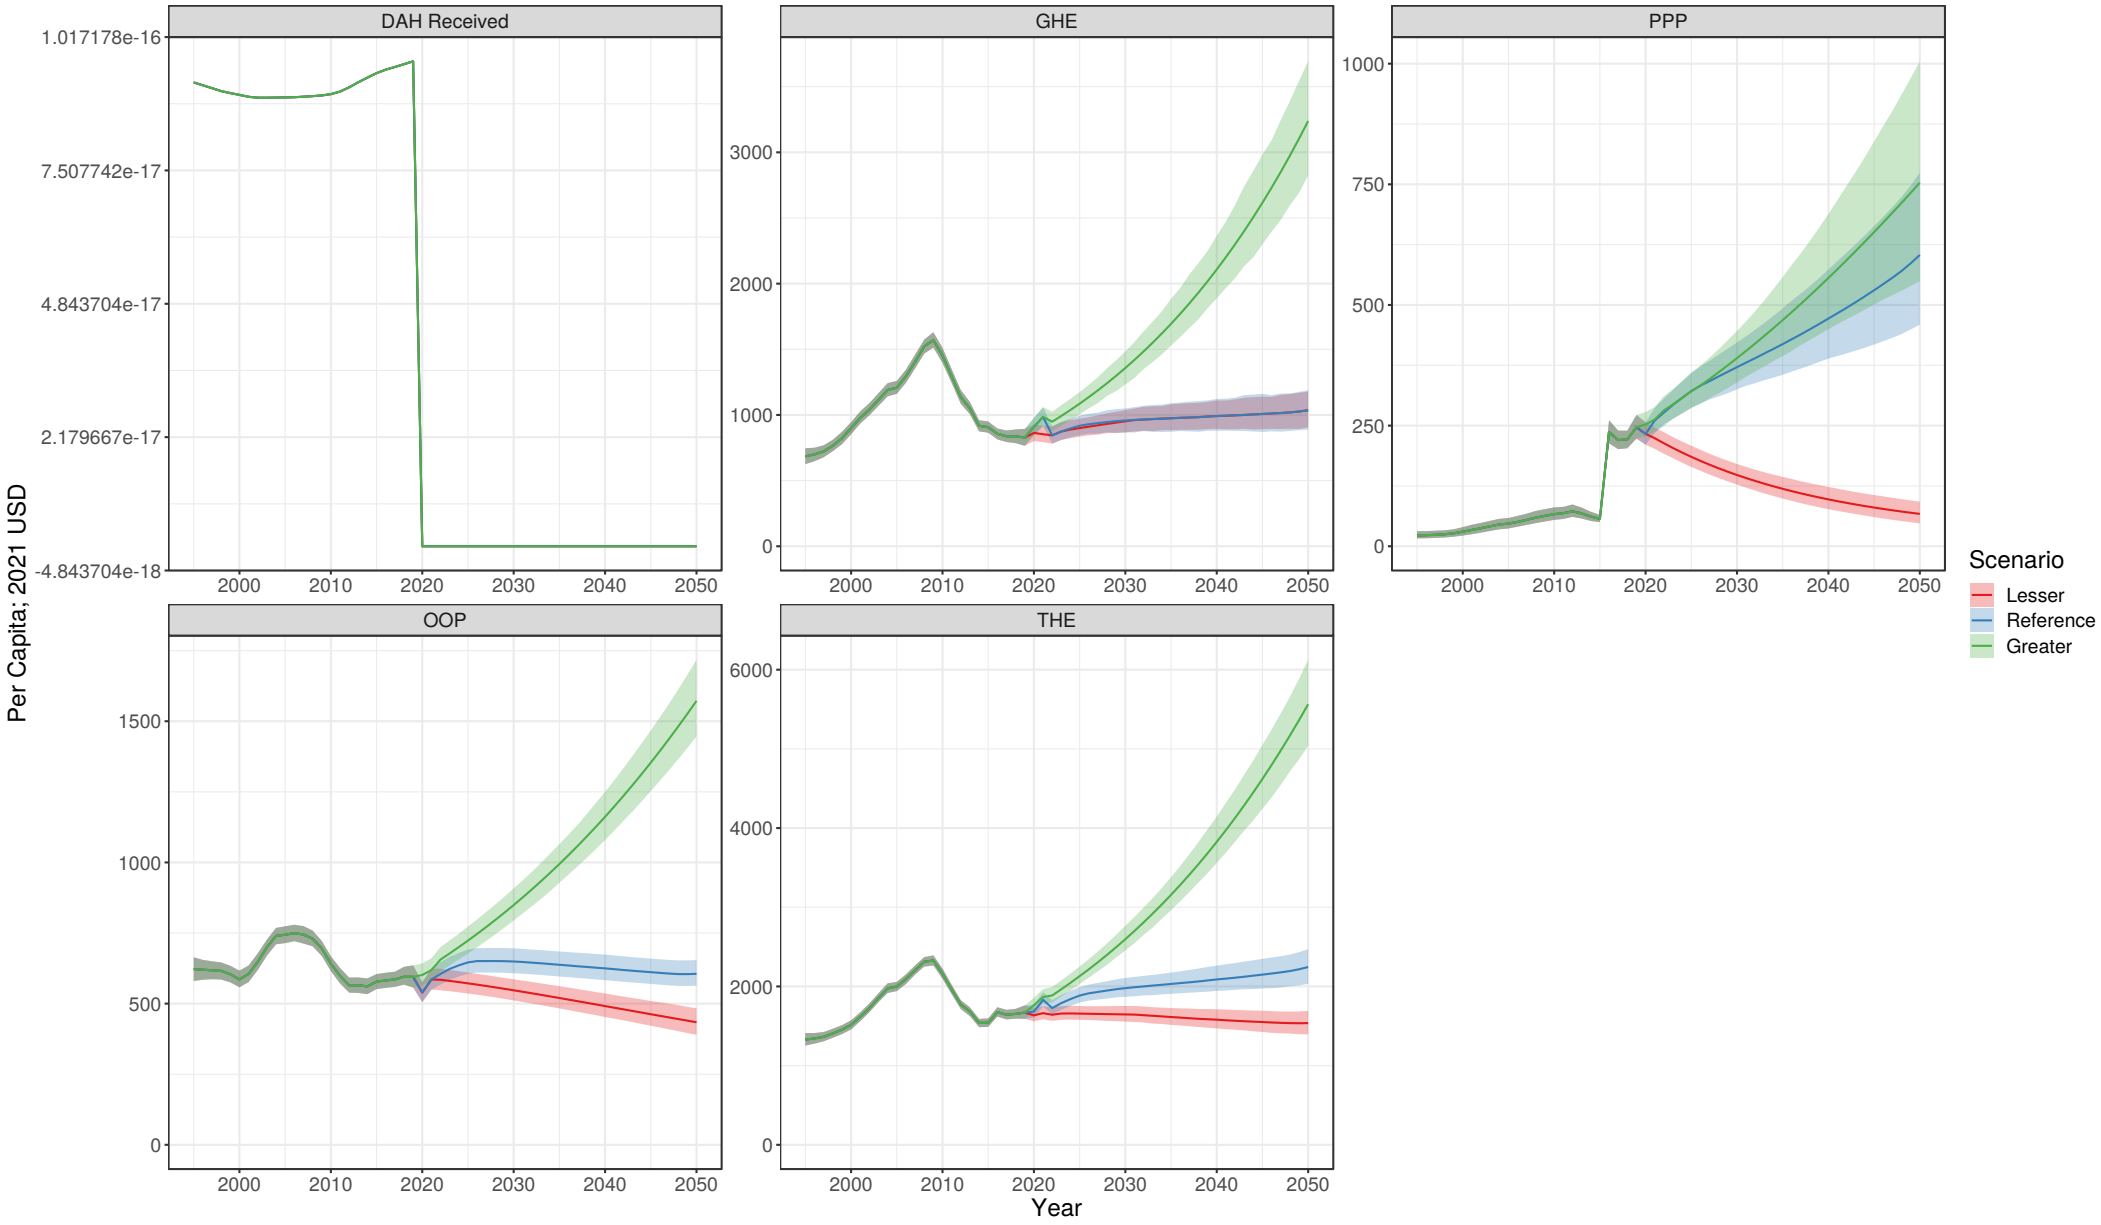 DAH Received
GHE
PPP
1.017178e-16
7.507742e-17
4.843704e-17
2.179667e-17
-4.843704e-18
3000
2000
1000
0
1000
750
500
250
0
2000 2010 2020 2030 2040 2050
2000 2010 2020 2030 2040 2050
2000 2010 2020 2030 2040 2050
OOP
THE
1500
1000
500
0
6000
4000
2000
0
2000 2010 2020 2030 2040 2050
2000 2010 2020 2030 2040 2050
Year
Per Capita; 2021 USD
Scenario
Lesser
Reference
Greater